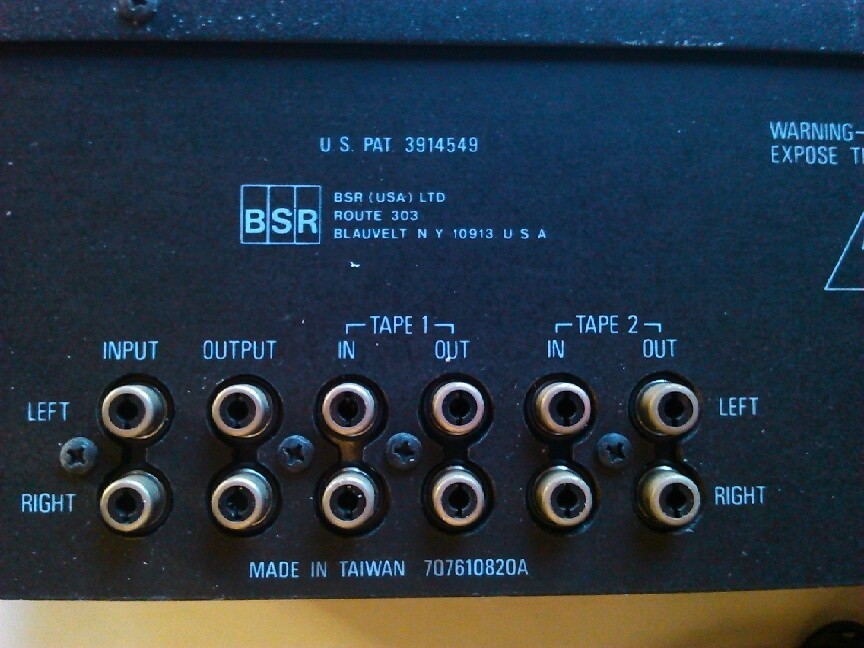 U.S. PAT. 3914549
WARNING-
EXPOSE
BSR
BSR (USA) LTD
ROUTE 303
BLAUVELT N Y 10913 U S A
TAPE 1
TAPE 2
INPUT OUTPUT IN OUT IN OUT
LEFT LEFT
RIGHT RIGHT
MADE IN TAIWAN 707610820A